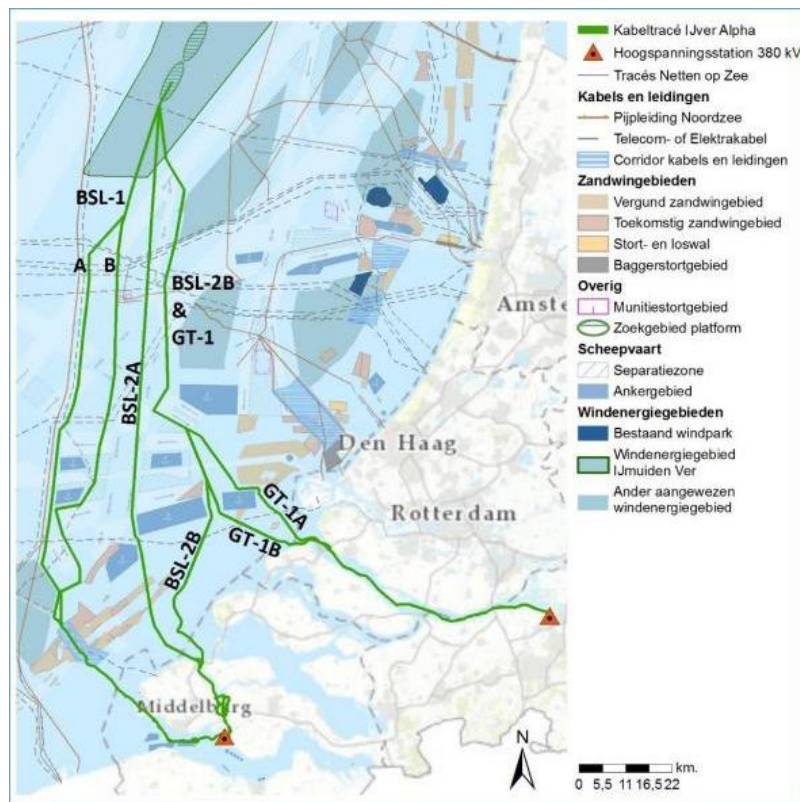 BSL-1
A B
BSL-2B
&
GT-1
BSL-2A
Amste
Den Haag
GT-1A
Rotterdam
GT-1B
BSL-2B
Middelburg
N
Kabeltracé IJver Alpha
Hoogspanningsstation 380 kV
Tracés Netten op Zee
Kabels en leidingen
Pijpleiding Noordzee
Telecom- of Elektrakabel
Corridor kabels en leidingen
Zandwingebieden
Vergund zandwingebied
Toekomstig zandwingebied
Stort- en loswal
Baggerstortgebied
Overig
Munitiestortgebied
Zoekgebied platform
Scheepvaart
Separatiezone
Ankergebied
Windenergiegebieden
Bestaand windpark
Windenergiegebied
IJmuiden Ver
Ander aangewezen
windenergiegebied
km.
0 5,5 11 16,5 22